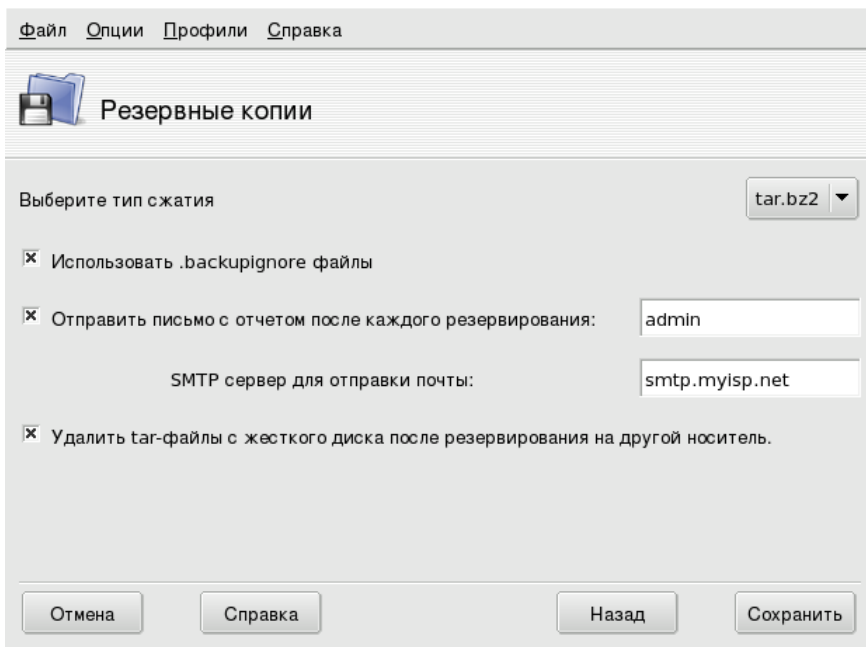 Файл Опции Профили Справка
Резервные копии
Выберите тип сжатия tar.bz2
Использовать .backupignore файлы
Отправить письмо с отчетом после каждого резервирования: admin
SMTP сервер для отправки почты: smtp.myisp.net
Удалить tar-файлы с жесткого диска после резервирования на другой носитель.
Отмена Справка Назад Сохранить